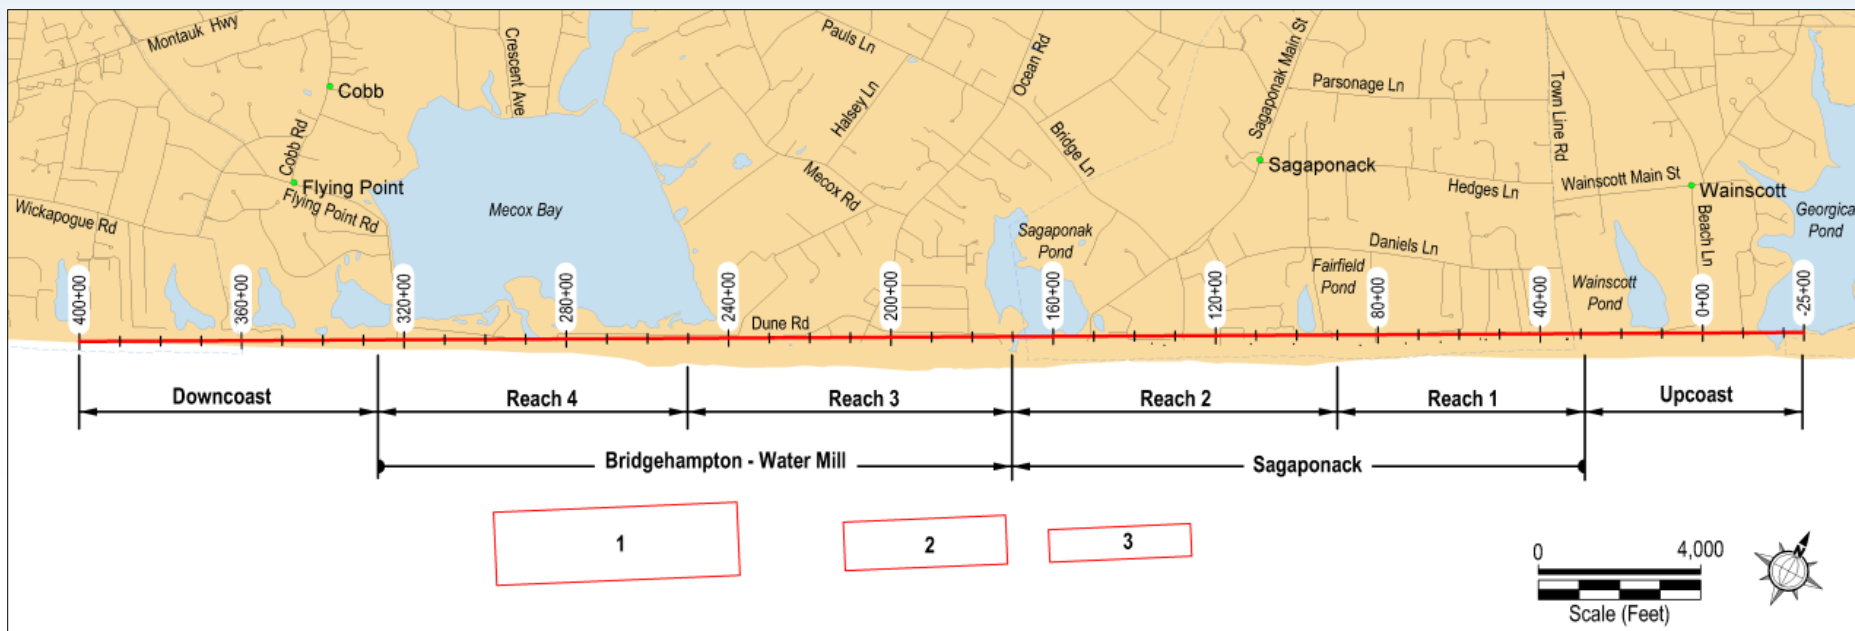 Montauk Hwy
Cobb
Cobb Rd
Flying Point
Flying Point Rd
Wickapogue Rd
Crescent Ave
Mecox Bay
Pauls Ln
Halsey Ln
Ocean Rd
Mecox Rd
Bridge Ln
Sagaponak Main St
Parsonage Ln
Town Line Rd
Sagaponack
Hedges Ln
Wainscott Main St
Wainscott
Beach Ln
Georgica
Pond
Sagaponak
Pond
Daniels Ln
Fairfield
Pond
Wainscott
Pond
Dune Rd
400+00
360+00
320+00
280+00
240+00
200+00
160+00
120+00
80+00
40+00
0+00
-25+00
Downcoast
Reach 4
Reach 3
Reach 2
Reach 1
Upcoast
Bridgehampton - Water Mill
Sagaponack
1
2
3
0 4,000
Scale (Feet)
N